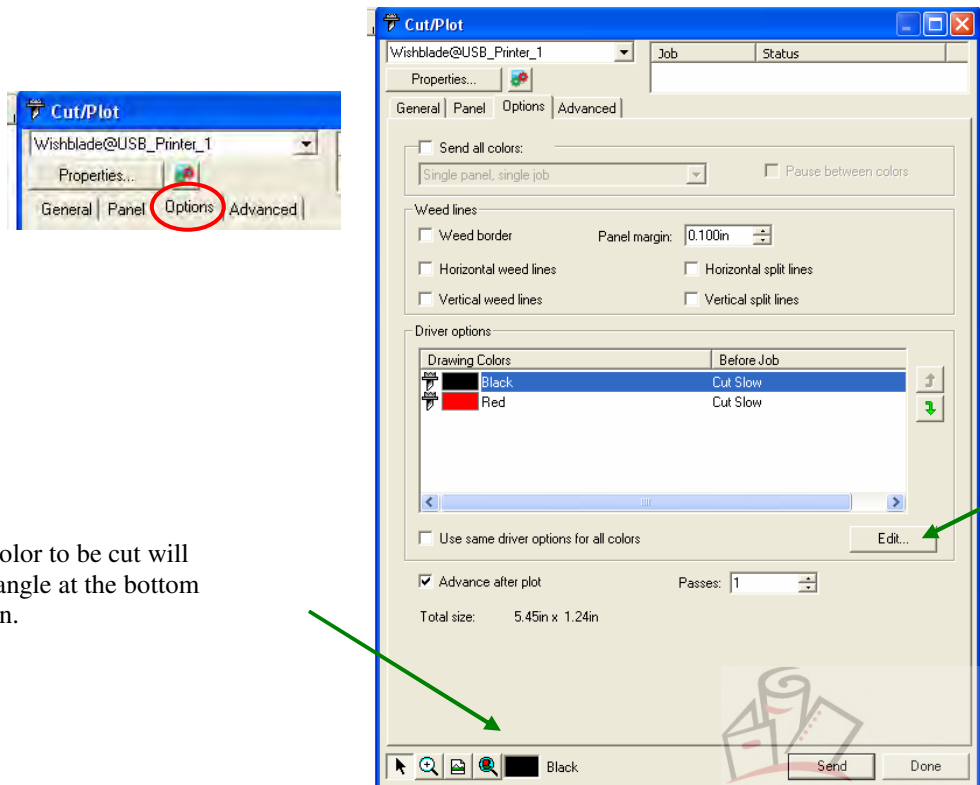 Cut/Plot
Wishblade@USB_Printer_1
Properties...
General Panel Options Advanced
olor to be cut will
angle at the bottom
n.
Cut/Plot
Wishblade@USB_Printer_1
Job Status
Properties...
General Panel Options Advanced
Send all colors:
Single panel, single job Pause between colors
Weed lines
Weed border Panel margin: 0.100in
Horizontal weed lines Horizontal split lines
Vertical weed lines Vertical split lines
Driver options
Drawing Colors Before Job
Black Cut Slow
Red Cut Slow
Use same driver options for all colors Edit...
Advance after plot Passes: 1
Total size: 5.45in x 1.24in
Black Send Done